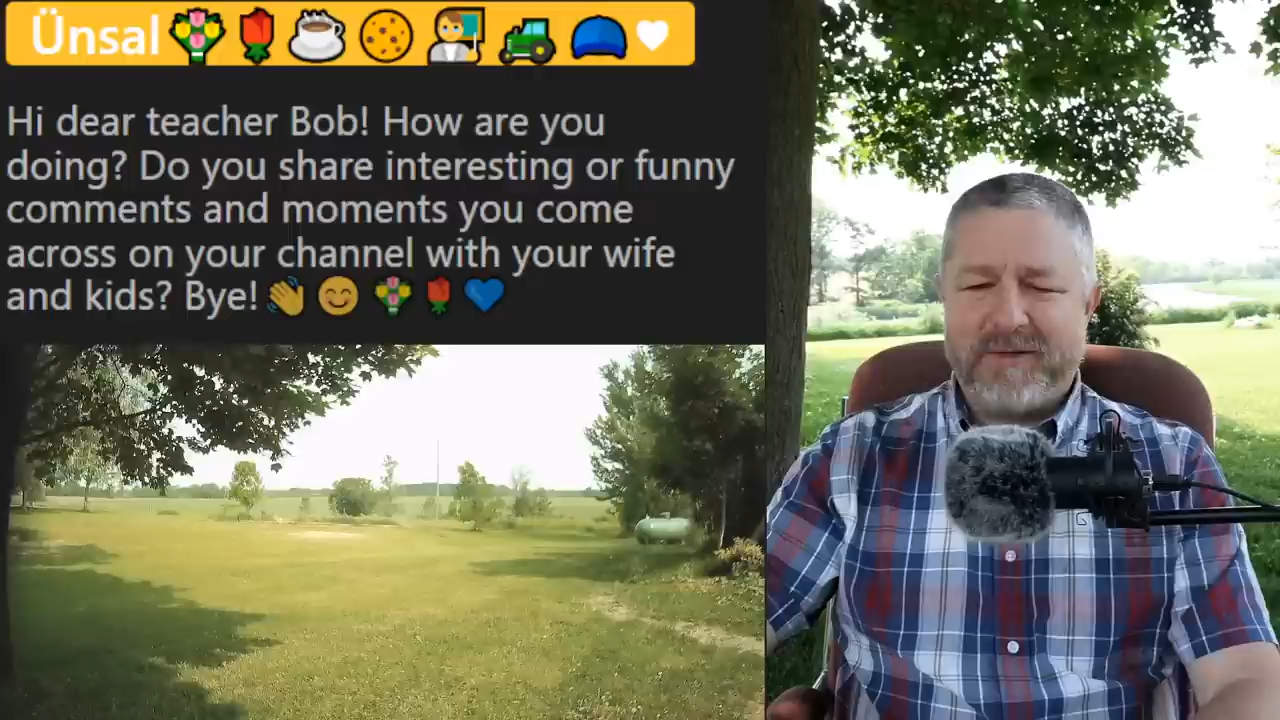 Ünsal💐🌹☕🍪👨‍🏫🚜🧢🤍
Hi dear teacher Bob! How are you
doing? Do you share interesting or funny
comments and moments you come
across on your channel with your wife
and kids? Bye!👋😊💐🌹💙